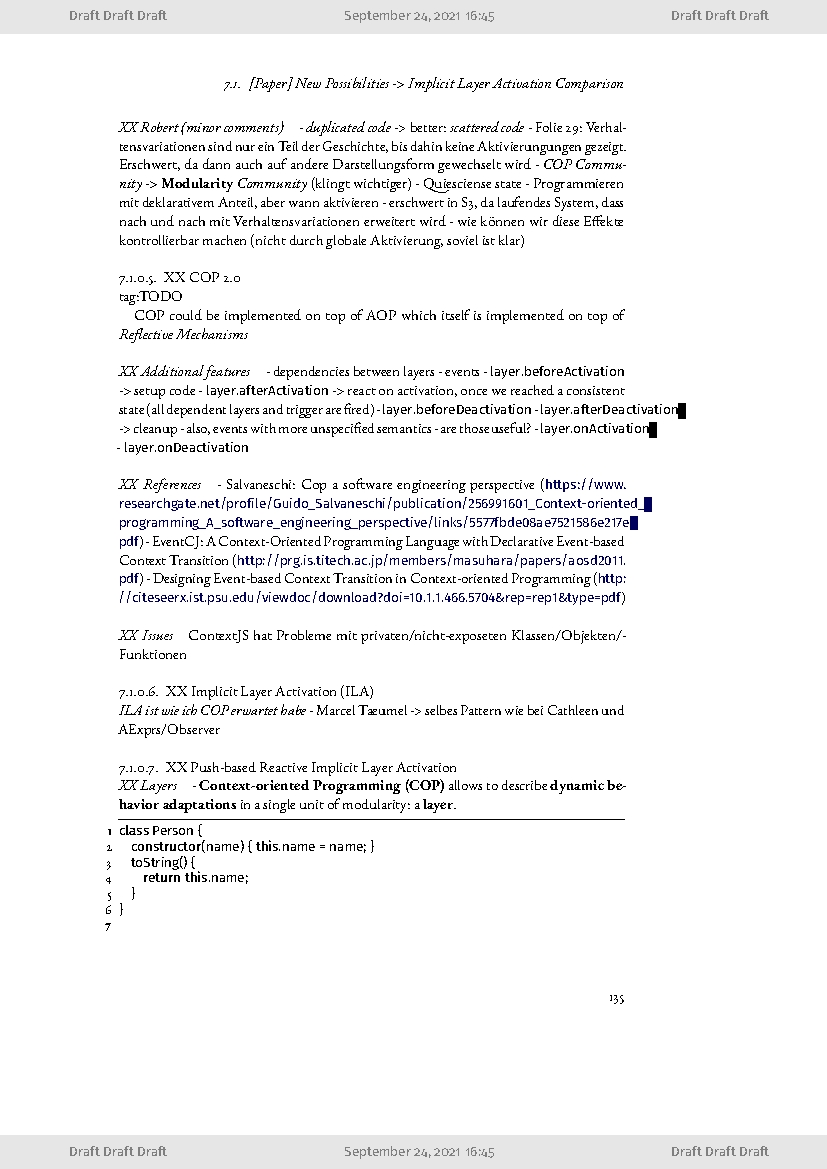 Draft Draft Draft September 24, 2021 16:45 Draft Draft Draft
7.1. [Paper] New Possibilities -> Implicit Layer Activation Comparison
XX Robert (minor comments) - duplicated code -> better: scattered code - Folie 29: Verhal-
tensvariationen sind nur ein Teil der Geschichte, bis dahin keine Aktivierungungen gezeigt.
Erschwert, da dann auch auf andere Darstellungsform gewechselt wird - COP Commu-
nity -> Modularity Community (klingt wichtiger) - Quiesciense state - Programmieren
mit deklarativem Anteil, aber wann aktivieren - erschwert in S3, da laufendes System, dass
nach und nach mit Verhaltensvariationen erweitert wird - wie können wir diese Effekte
kontrollierbar machen (nicht durch globale Aktivierung, soviel ist klar)
7.1.0.5. XX COP 2.0
tag:TODO
COP could be implemented on top of AOP which itself is implemented on top of
Reflective Mechanisms
XX Additional features - dependencies between layers - events - layer.beforeActivation
-> setup code - layer.afterActivation -> react on activation, once we reached a consistent
state (all dependent layers and trigger are fired) - layer.beforeDeactivation - layer.afterDeactivation
-> cleanup - also, events with more unspecified semantics - are those useful? - layer.onActivation
- layer.onDeactivation
XX References - Salvaneschi: Cop a software engineering perspective (https://www.
researchgate.net/profile/Guido_Salvaneschi/publication/256991601_Context-oriented_
programming_A_software_engineering_perspective/links/5577fbde08ae7521586e217e.
pdf) - EventCJ: A Context-Oriented Programming Language with Declarative Event-based
Context Transition (http://prg.is.titech.ac.jp/members/masuhara/papers/aosd2011.
pdf) - Designing Event-based Context Transition in Context-oriented Programming (http:
//citeseerx.ist.psu.edu/viewdoc/download?doi=10.1.1.466.5704&rep=rep1&type=pdf)
XX Issues ContextJS hat Probleme mit privaten/nicht-exposeten Klassen/Objekten/-
Funktionen
7.1.0.6. XX Implicit Layer Activation (ILA)
ILA ist wie ich COP erwartet habe - Marcel Taeumel -> selbes Pattern wie bei Cathleen und
AExprs/Observer
7.1.0.7. XX Push-based Reactive Implicit Layer Activation
XX Layers - Context-oriented Programming (COP) allows to describe dynamic be-
havior adaptations in a single unit of modularity: a layer.
1 class Person {
2 constructor(name) { this.name = name; }
3 toString() {
4 return this.name;
5 }
6 }
7
135
Draft Draft Draft September 24, 2021 16:45 Draft Draft Draft